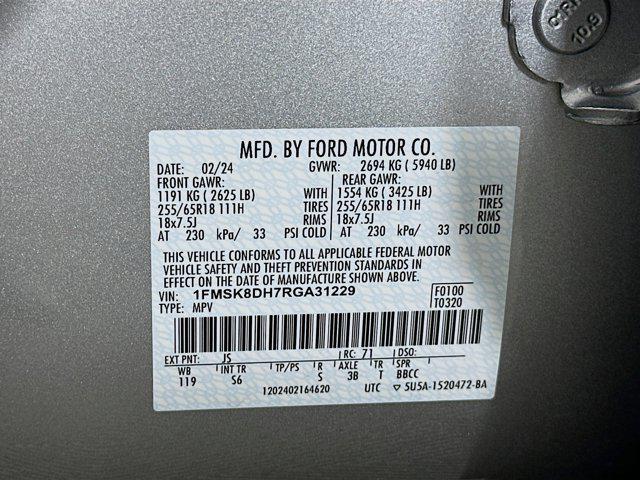 10.9
MFD. BY FORD MOTOR CO.
DATE: 02/24 GVWR: 2694 KG ( 5940 LB)
FRONT GAWR: REAR GAWR:
1191 KG ( 2625 LB) WITH 1554 KG ( 3425 LB) WITH
255/65R18 111H TIRES 255/65R18 111H TIRES
18x7.5J RIMS 18x7.5J RIMS
AT 230 kPa/ 33 PSI COLD AT 230 kPa/ 33 PSI COLD
THIS VEHICLE CONFORMS TO ALL APPLICABLE FEDERAL MOTOR
VEHICLE SAFETY AND THEFT PREVENTION STANDARDS IN
EFFECT ON THE DATE OF MANUFACTURE SHOWN ABOVE.
VIN: 1FMSK8DH7RGA31229 F0100
TYPE: MPV T0320
EXT PNT: JS RC: 71 DSO:
WB INT TR TP/PS R AXLE TR SPR
119 S6 S 3B T BBCC
1202402164620 UTC ▽ 5U5A-1520472-BA